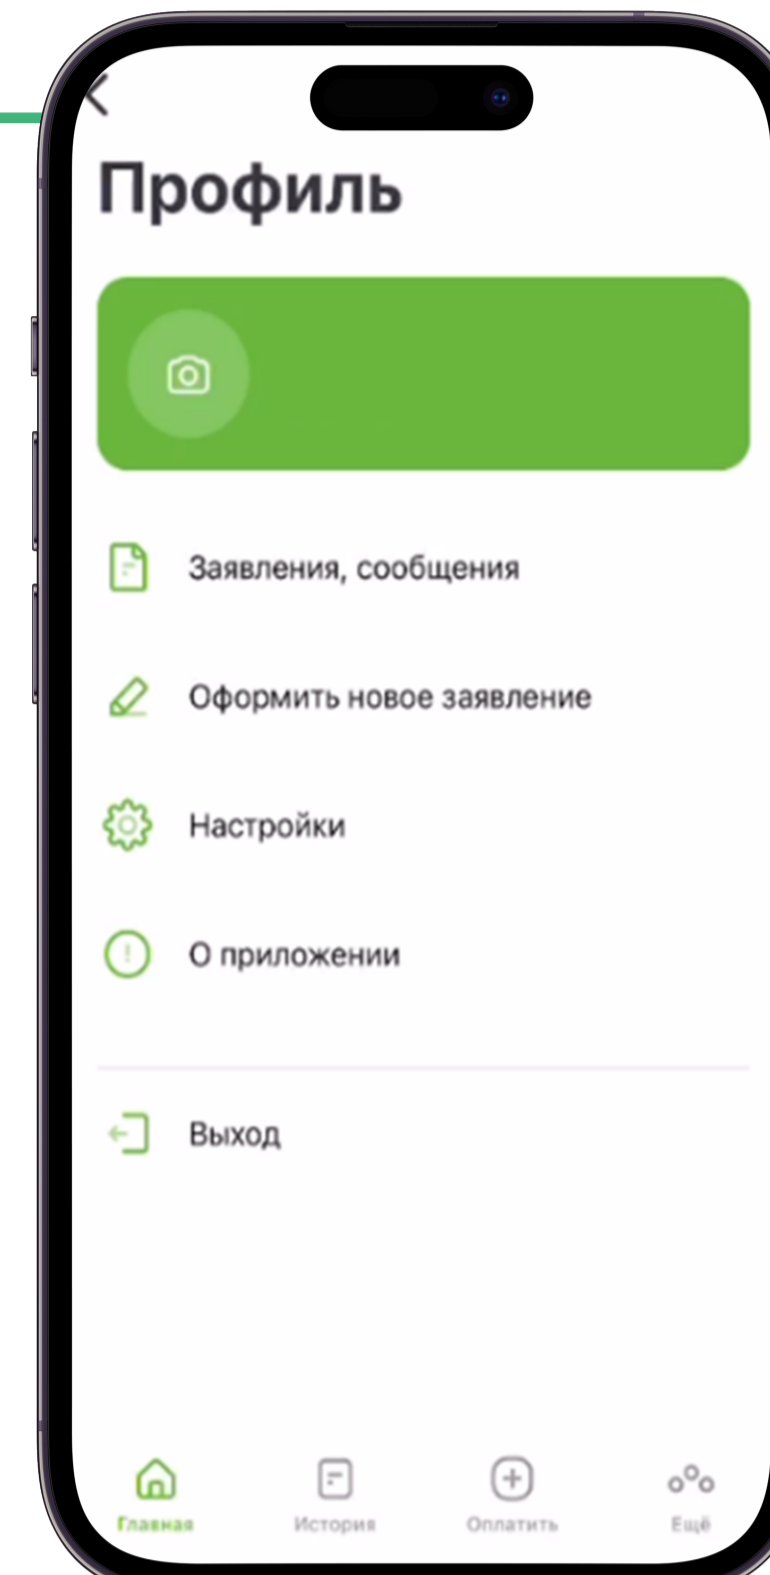 Профиль
Заявления, сообщения
Оформить новое заявление
Настройки
О приложении
Выход
Главная
История
Оплатить
Ещё